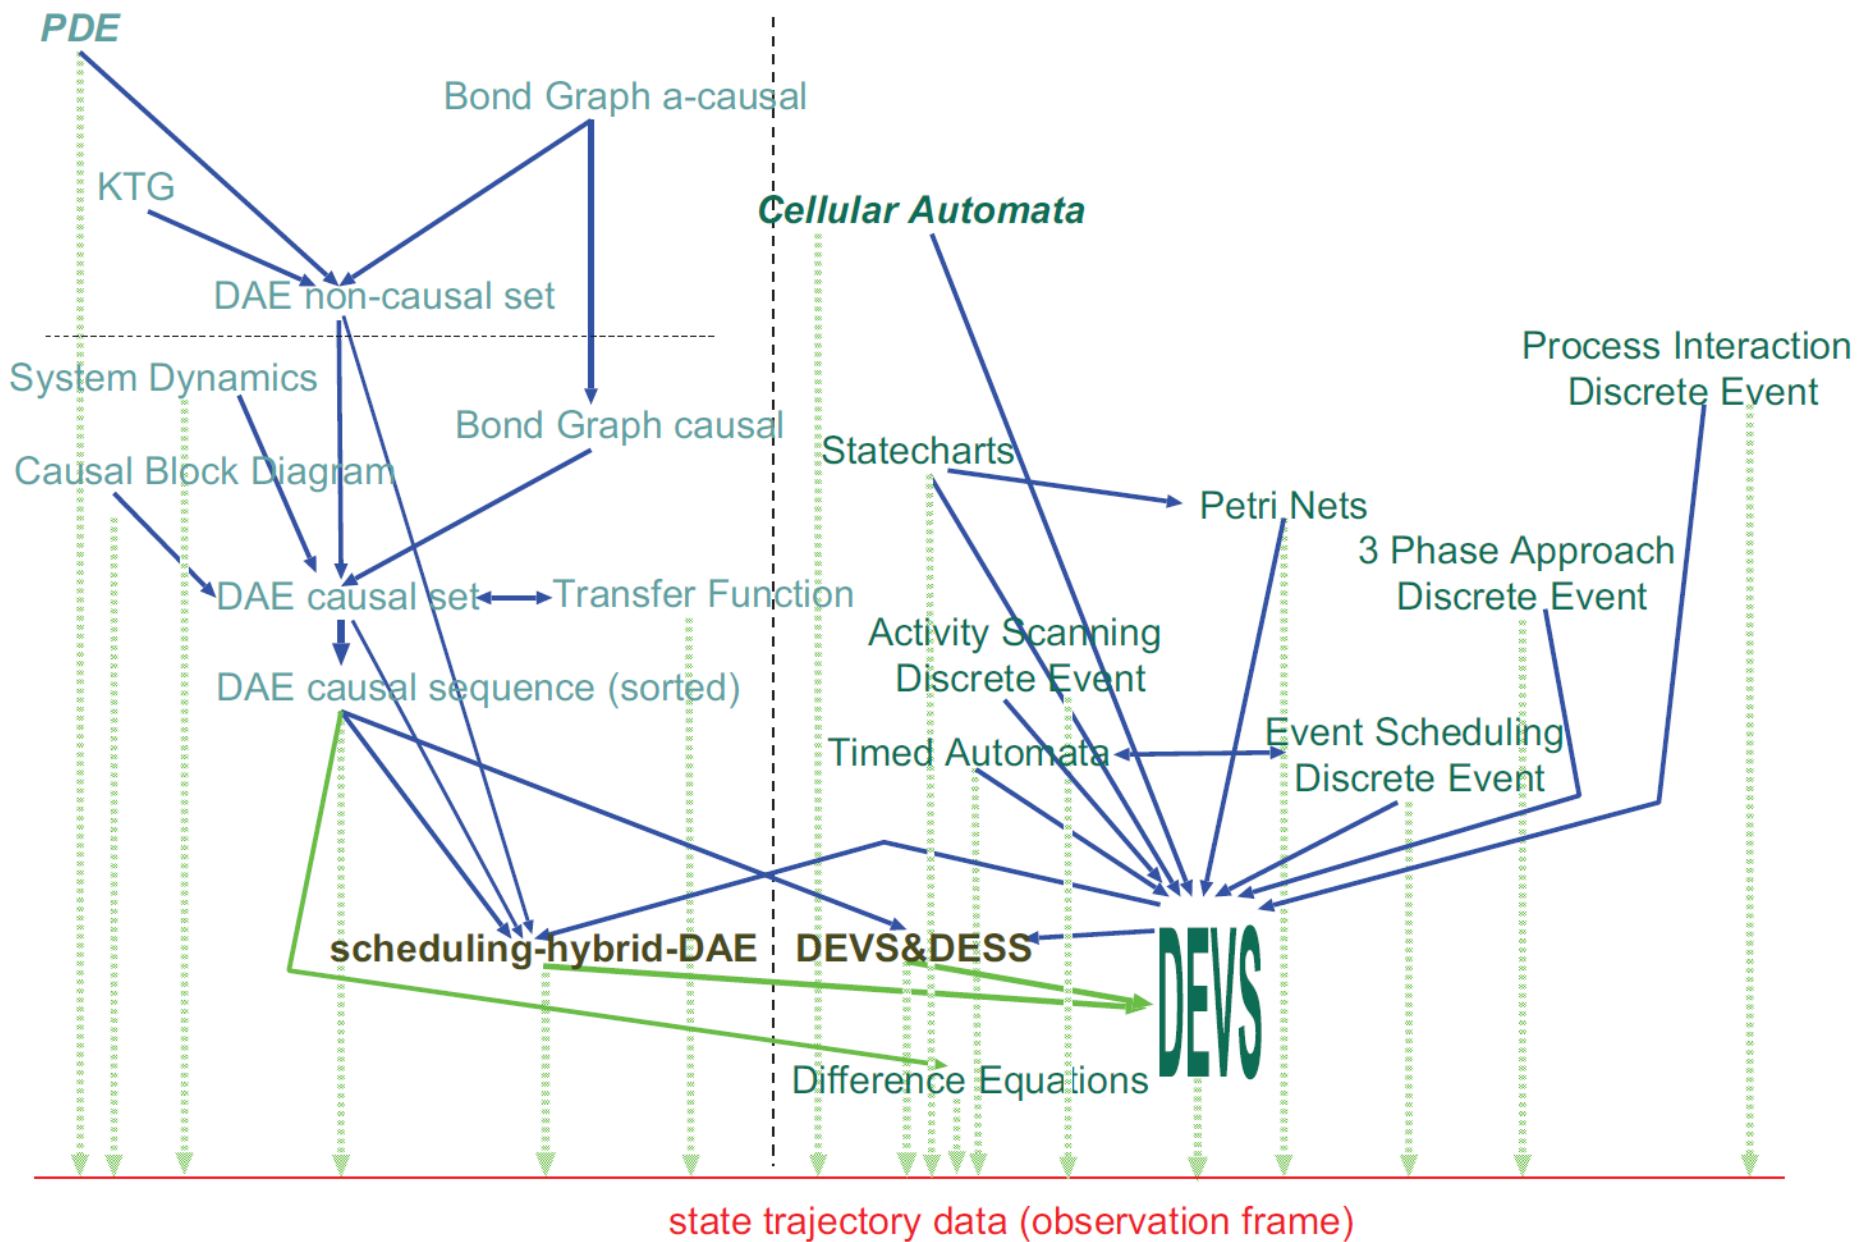 PDE
Bond Graph a-causal
KTG
Cellular Automata
DAE non-causal set
Process Interaction
Discrete Event
System Dynamics
Bond Graph causal
Statecharts
Causal Block Diagram
Petri Nets
3 Phase Approach
Discrete Event
DAE causal set
Transfer Function
Activity Scanning
Discrete Event
DAE causal sequence (sorted)
Timed Automata
Event Scheduling
Discrete Event
scheduling-hybrid-DAE
DEVS&DESS
DEVS
Difference Equations
state trajectory data (observation frame)